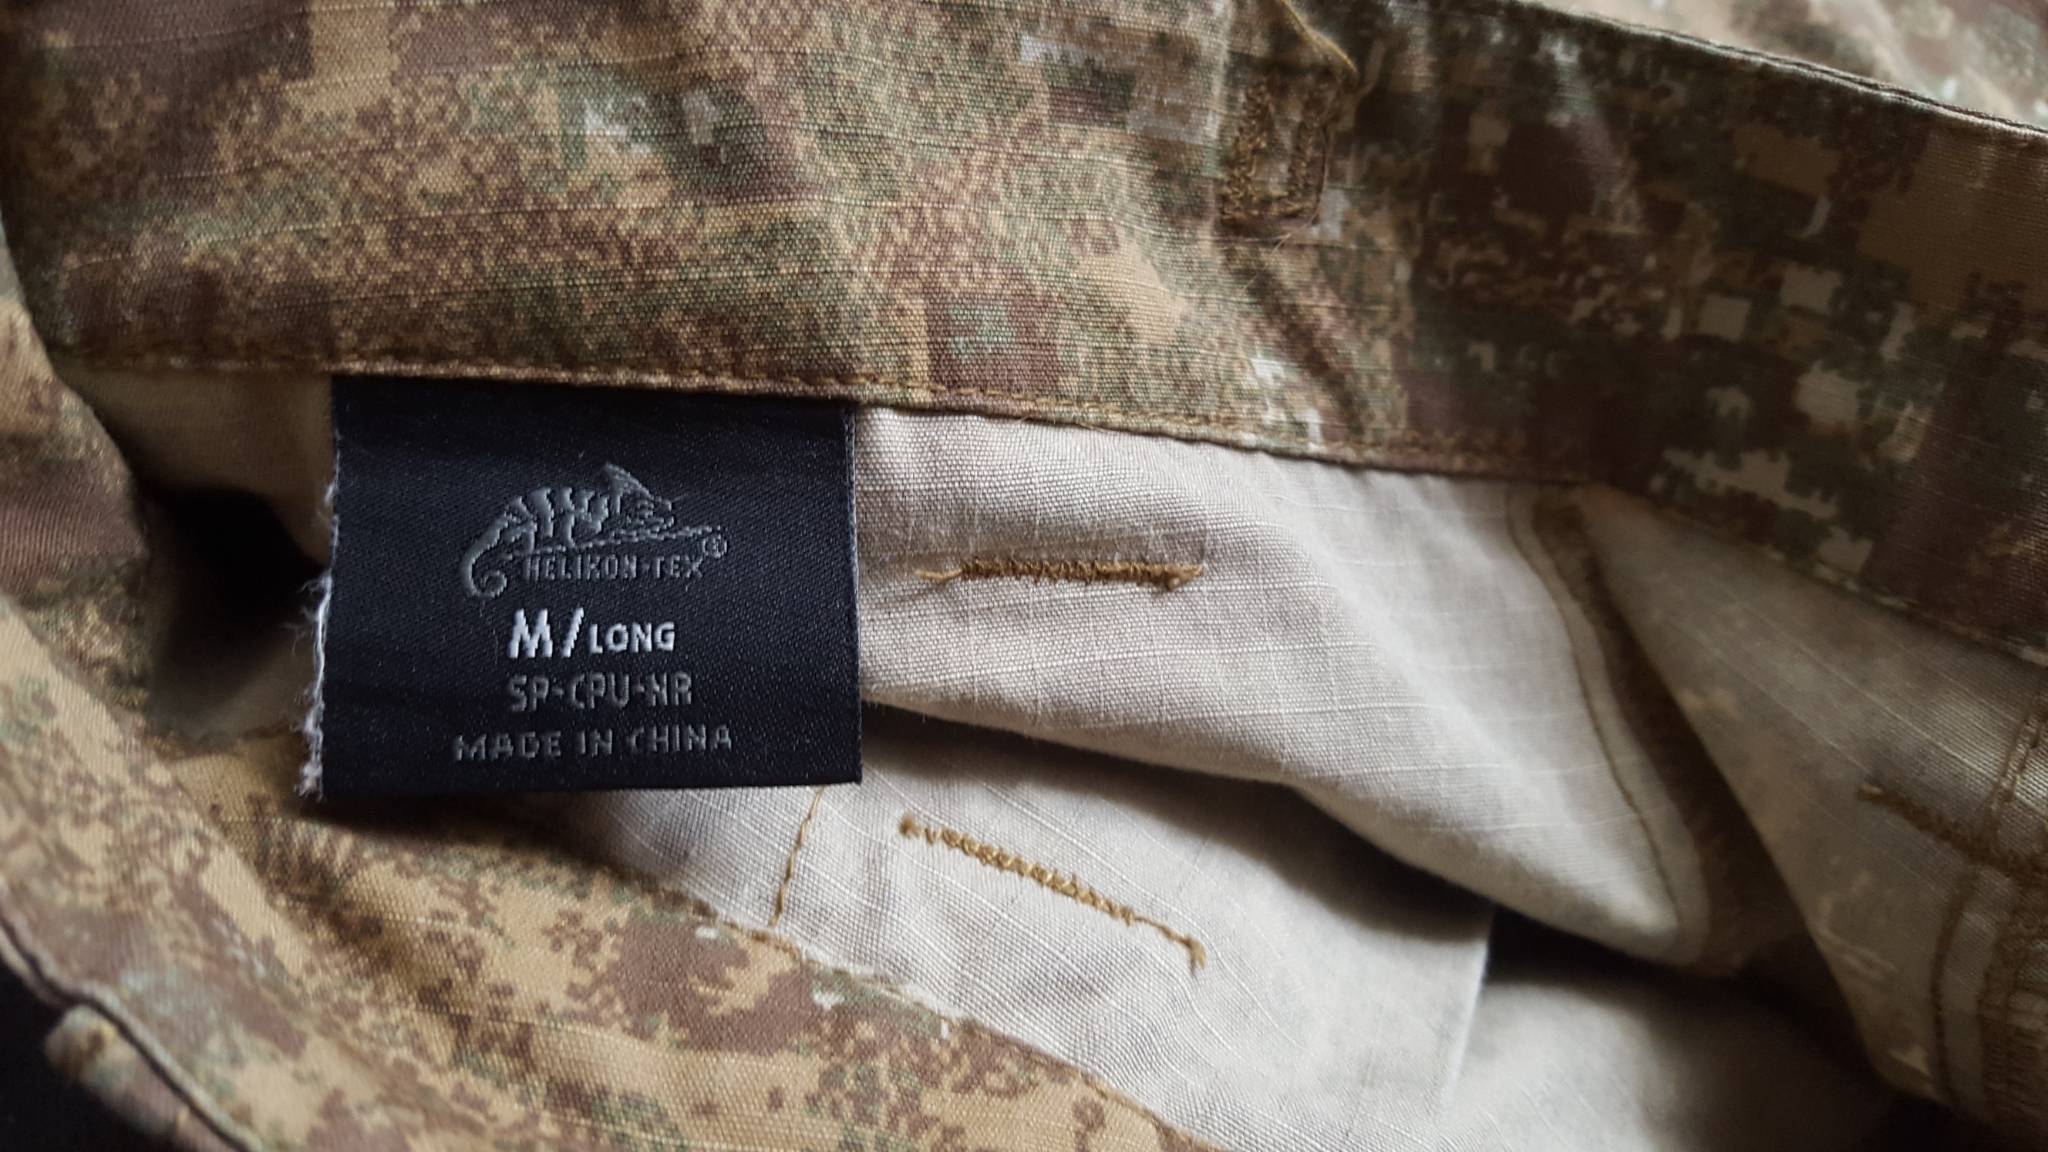 HELIKON-TEX®
M/LONG
SP-CPU-NR
MADE IN CHINA